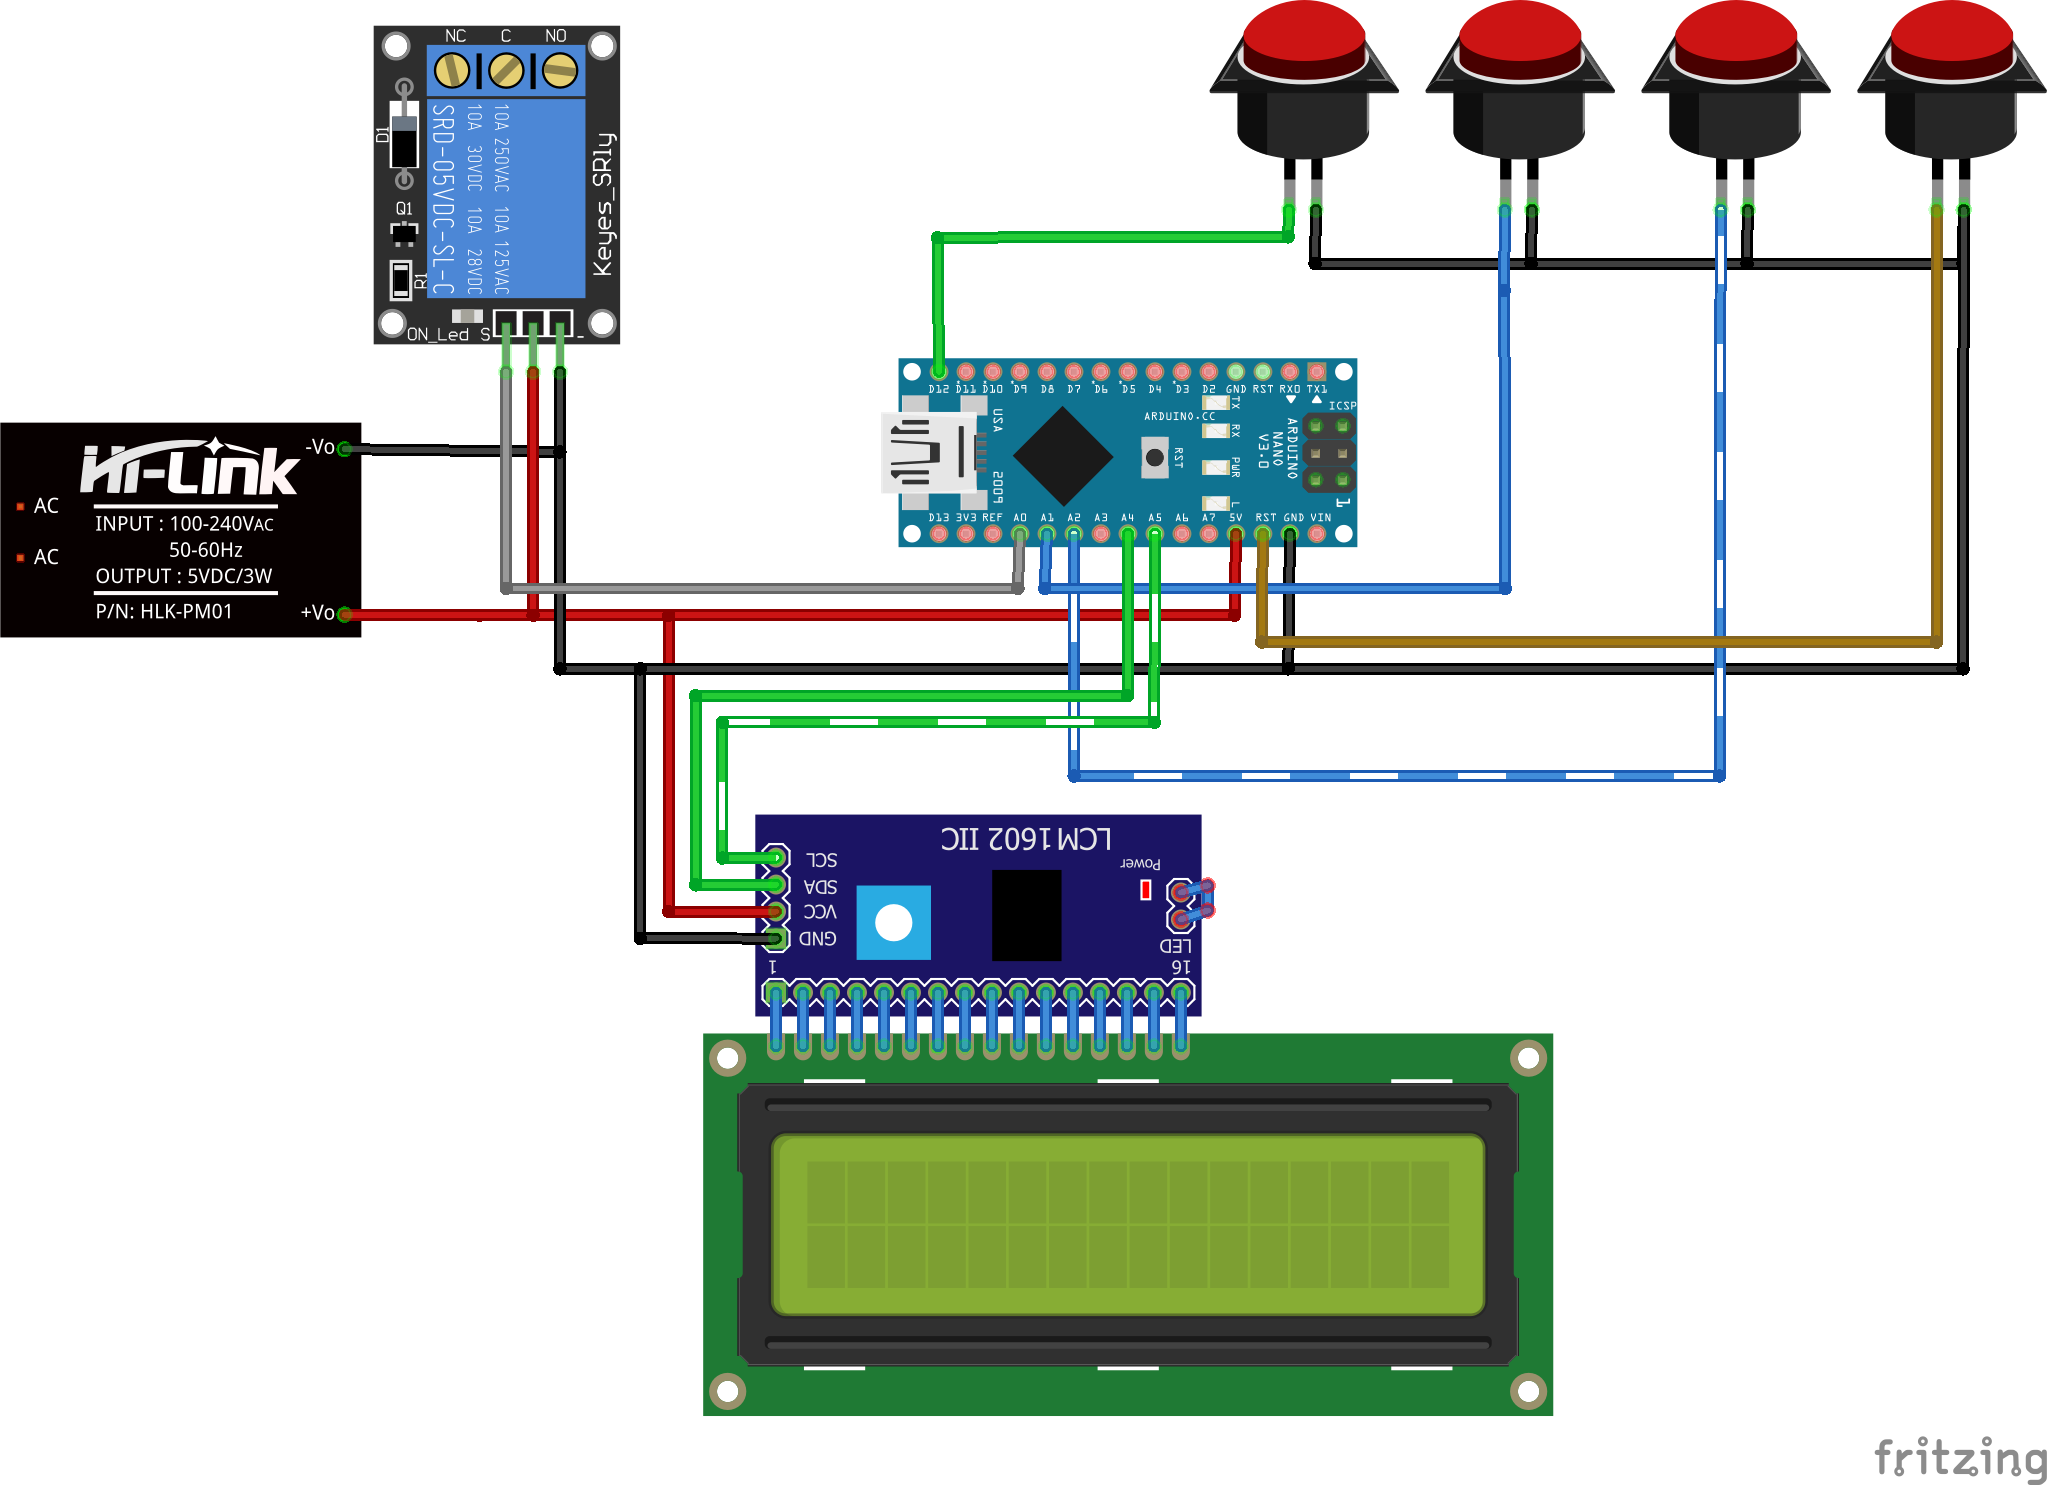 NC C NO
D1
SRD-05VDC-SL-C
10A 30VDC 10A 28VDC
10A 250VAC 10A 125VAC
Keyes_SRly
Q1
R1
ON_Led S -
Hi-Link
-Vo
AC
INPUT : 100-240VAC
50-60Hz
AC
OUTPUT : 5VDC/3W
P/N: HLK-PM01
+Vo
D12 D11 D10 D9 D8 D7 D6 D5 D4 D3 D2 GND RST RX0 TX1
USA
2009
ARDUINO.CC
RST
TX
RX
PWR
L
ARDUINO
NANO
V3.0
ICSP
1
D13 3V3 REF A0 A1 A2 A3 A4 A5 A6 A7 5V RST GND VIN
LCM1602 IIC
SCL
SDA
VCC
GND
Power
LED
1 16
fritzing